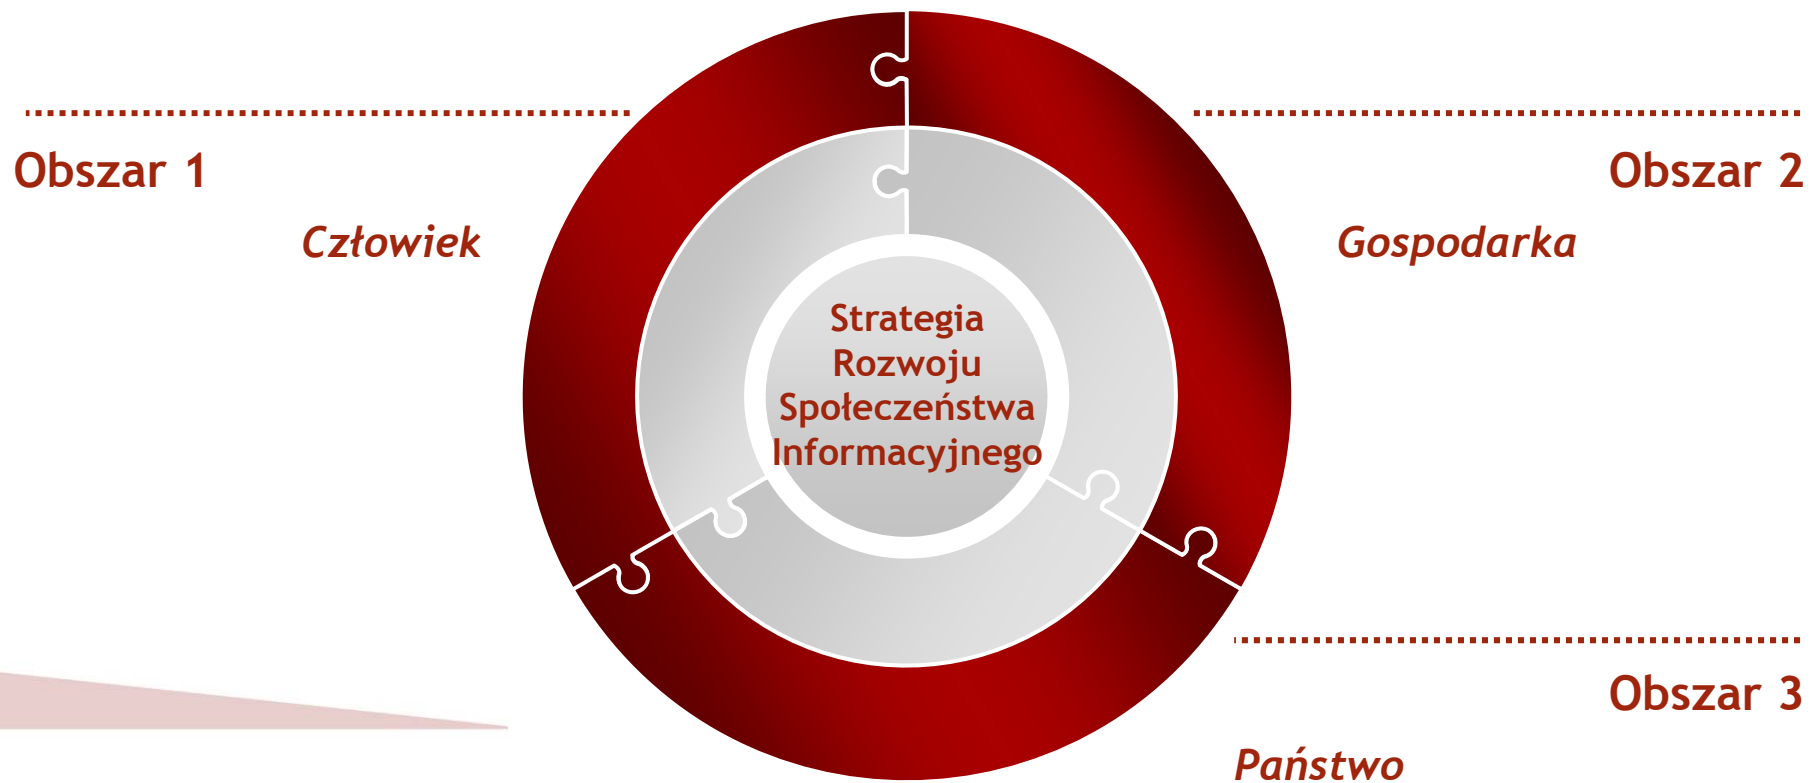 Obszar 1
Człowiek
Obszar 2
Gospodarka
Strategia
Rozwoju
Społeczeństwa
Informacyjnego
Obszar 3
Państwo